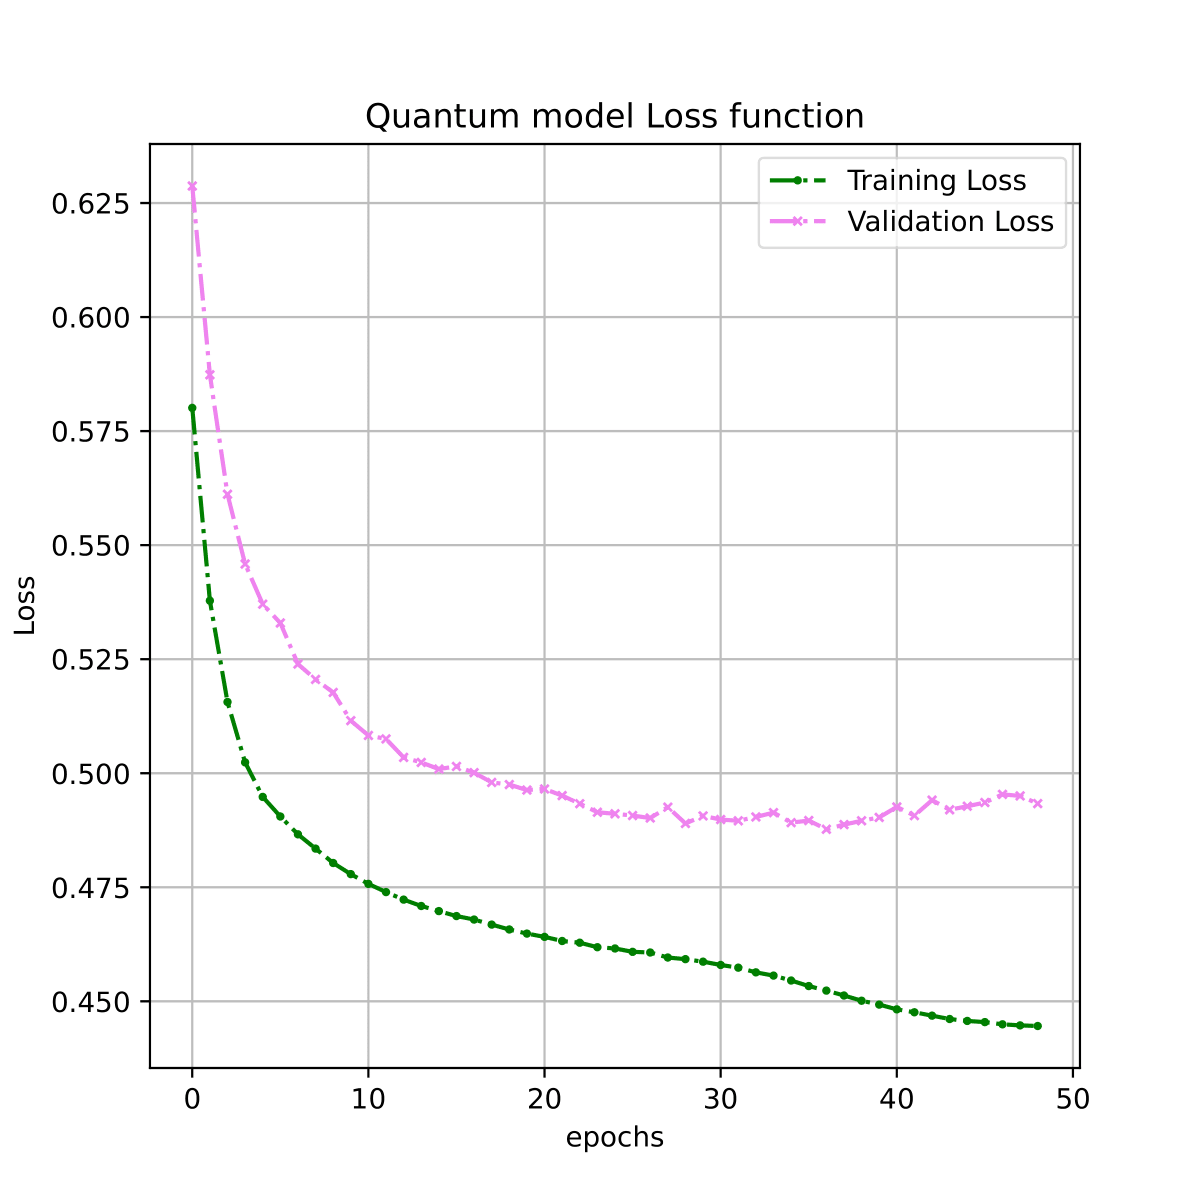 Quantum model Loss function
Training Loss
Validation Loss
0.625
0.600
0.575
0.550
0.525
0.500
0.475
0.450
Loss
0 10 20 30 40 50
epochs